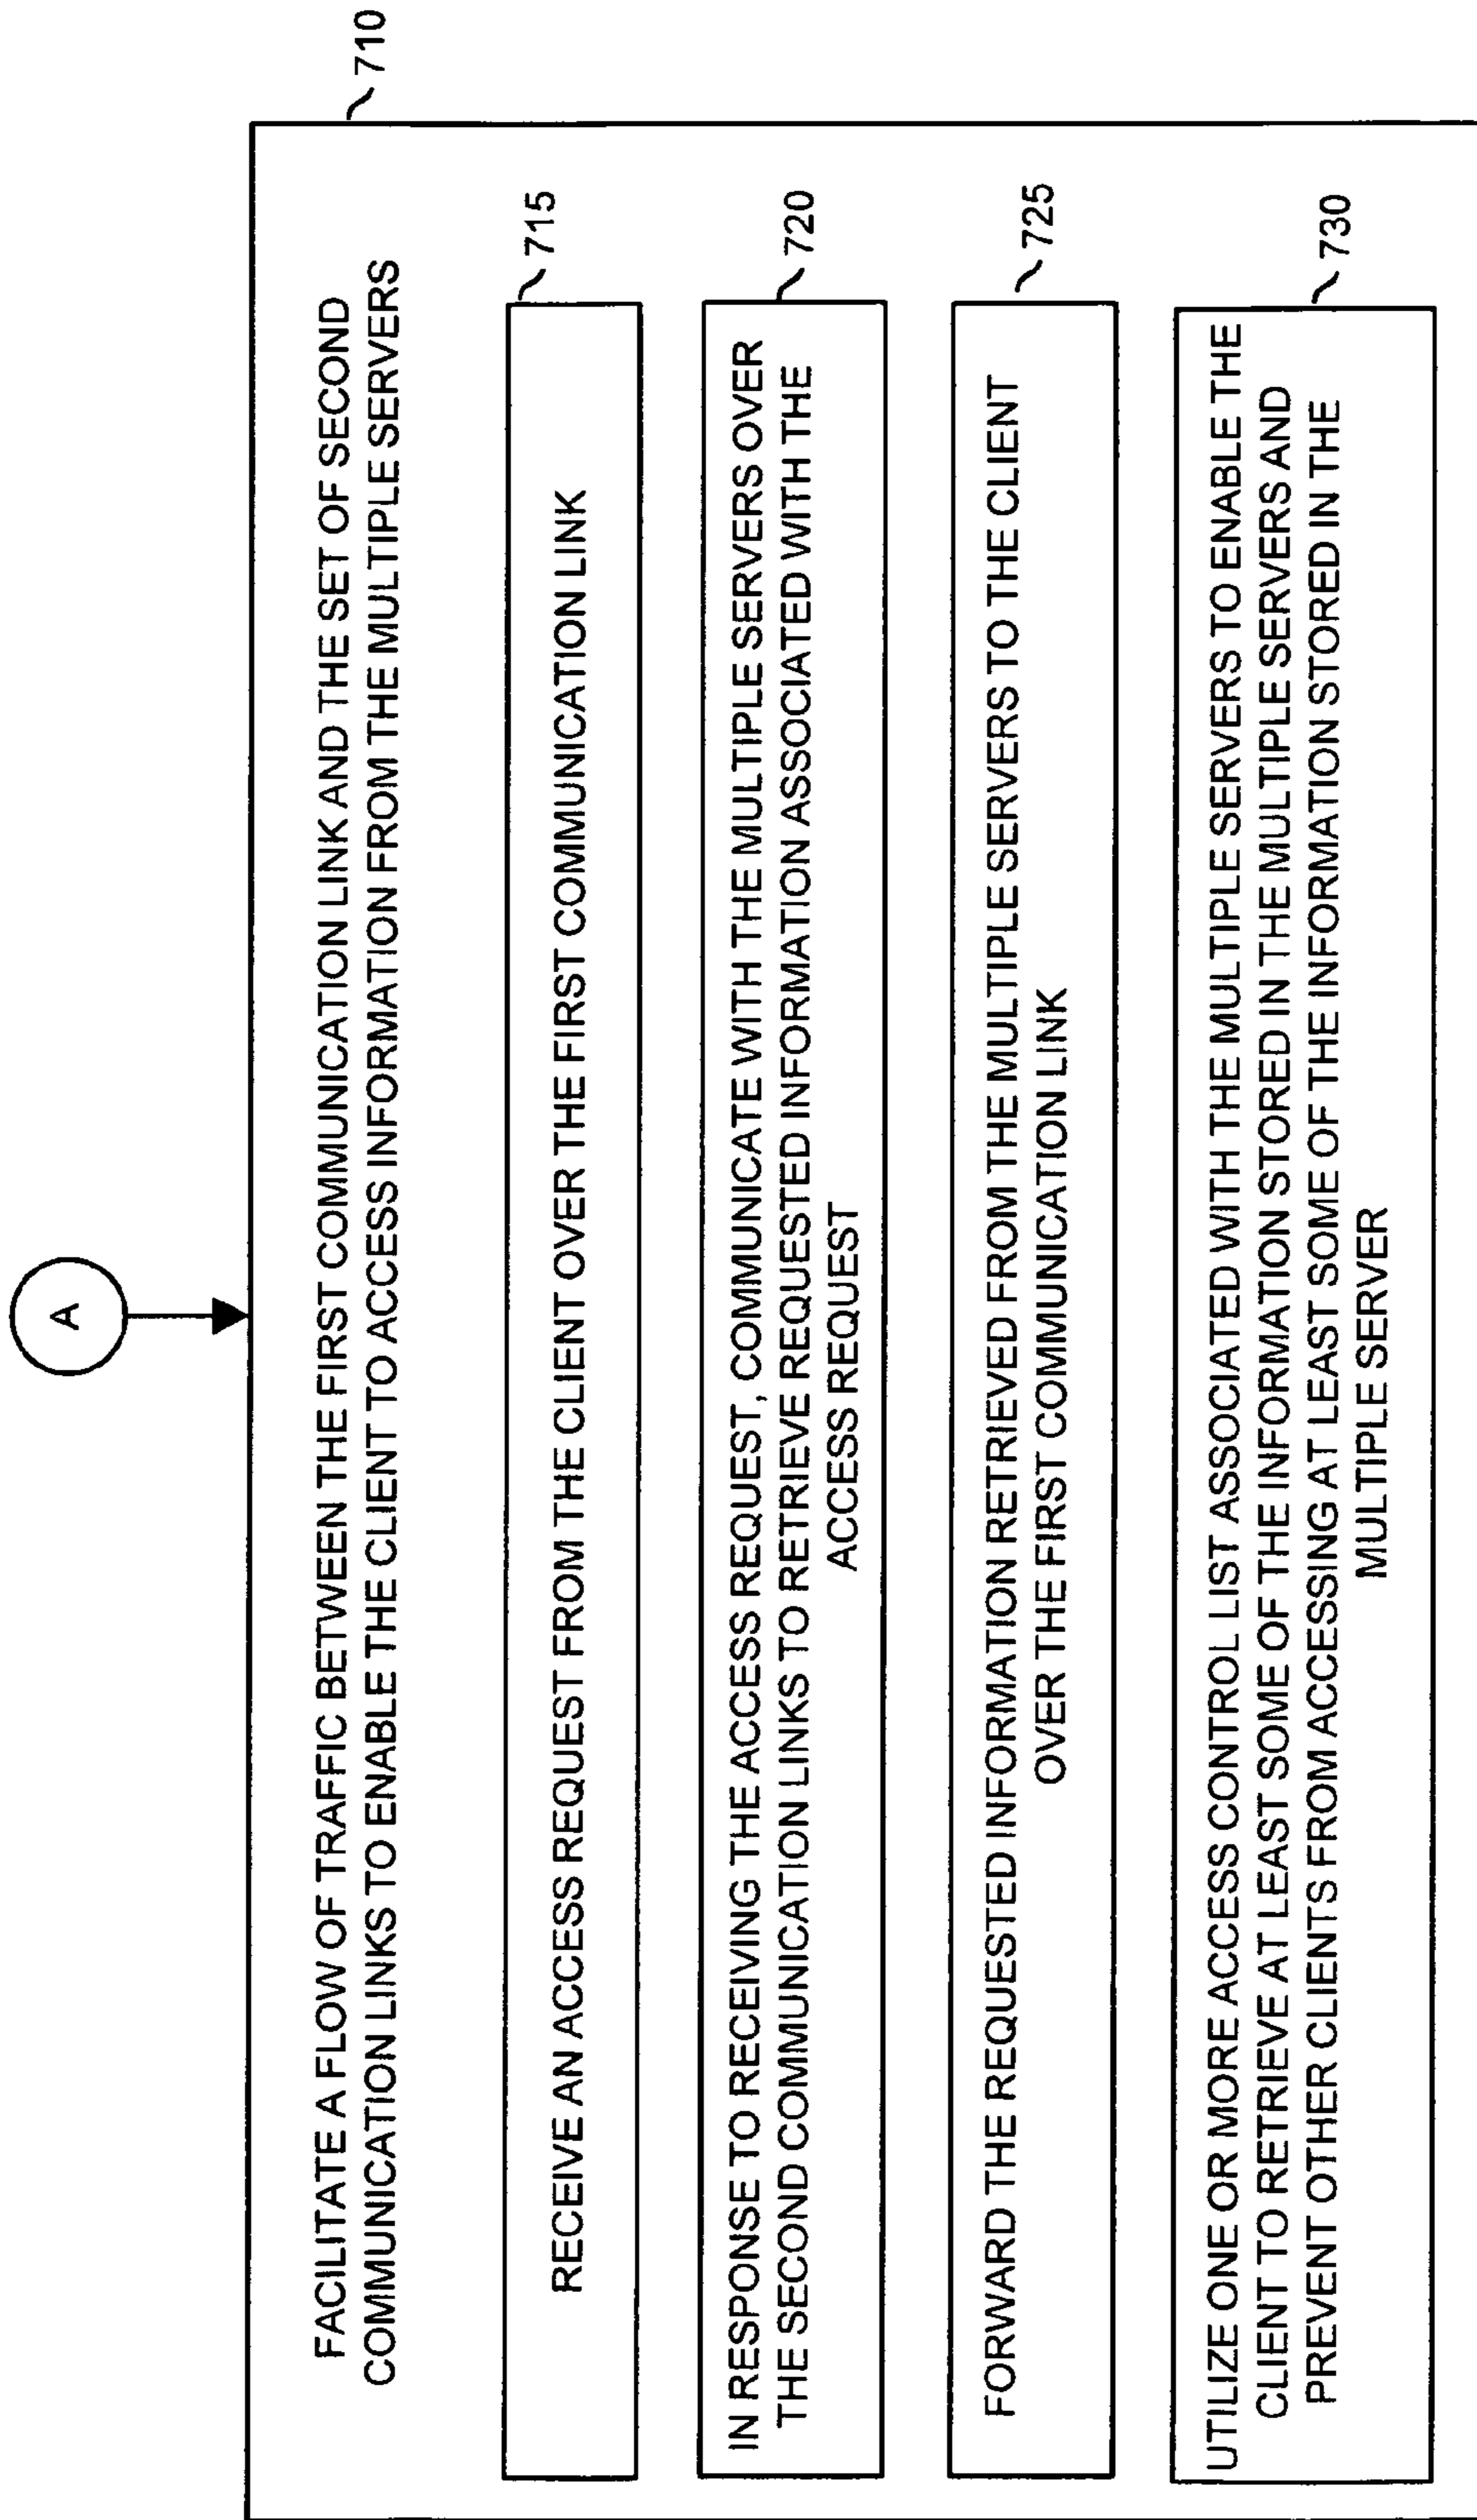 A
710
FACILITATE A FLOW OF TRAFFIC BETWEEN THE FIRST COMMUNICATION LINK AND THE SET OF SECOND
COMMUNICATION LINKS TO ENABLE THE CLIENT TO ACCESS INFORMATION FROM THE MULTIPLE SERVERS
715
RECEIVE AN ACCESS REQUEST FROM THE CLIENT OVER THE FIRST COMMUNICATION LINK
720
IN RESPONSE TO RECEIVING THE ACCESS REQUEST, COMMUNICATE WITH THE MULTIPLE SERVERS OVER
THE SECOND COMMUNICATION LINKS TO RETRIEVE REQUESTED INFORMATION ASSOCIATED WITH THE
ACCESS REQUEST
725
FORWARD THE REQUESTED INFORMATION RETRIEVED FROM THE MULTIPLE SERVERS TO THE CLIENT
OVER THE FIRST COMMUNICATION LINK
730
UTILIZE ONE OR MORE ACCESS CONTROL LIST ASSOCIATED WITH THE MULTIPLE SERVERS TO ENABLE THE
CLIENT TO RETRIEVE AT LEAST SOME OF THE INFORMATION STORED IN THE MULTIPLE SERVERS AND
PREVENT OTHER CLIENTS FROM ACCESSING AT LEAST SOME OF THE INFORMATION STORED IN THE
MULTIPLE SERVER